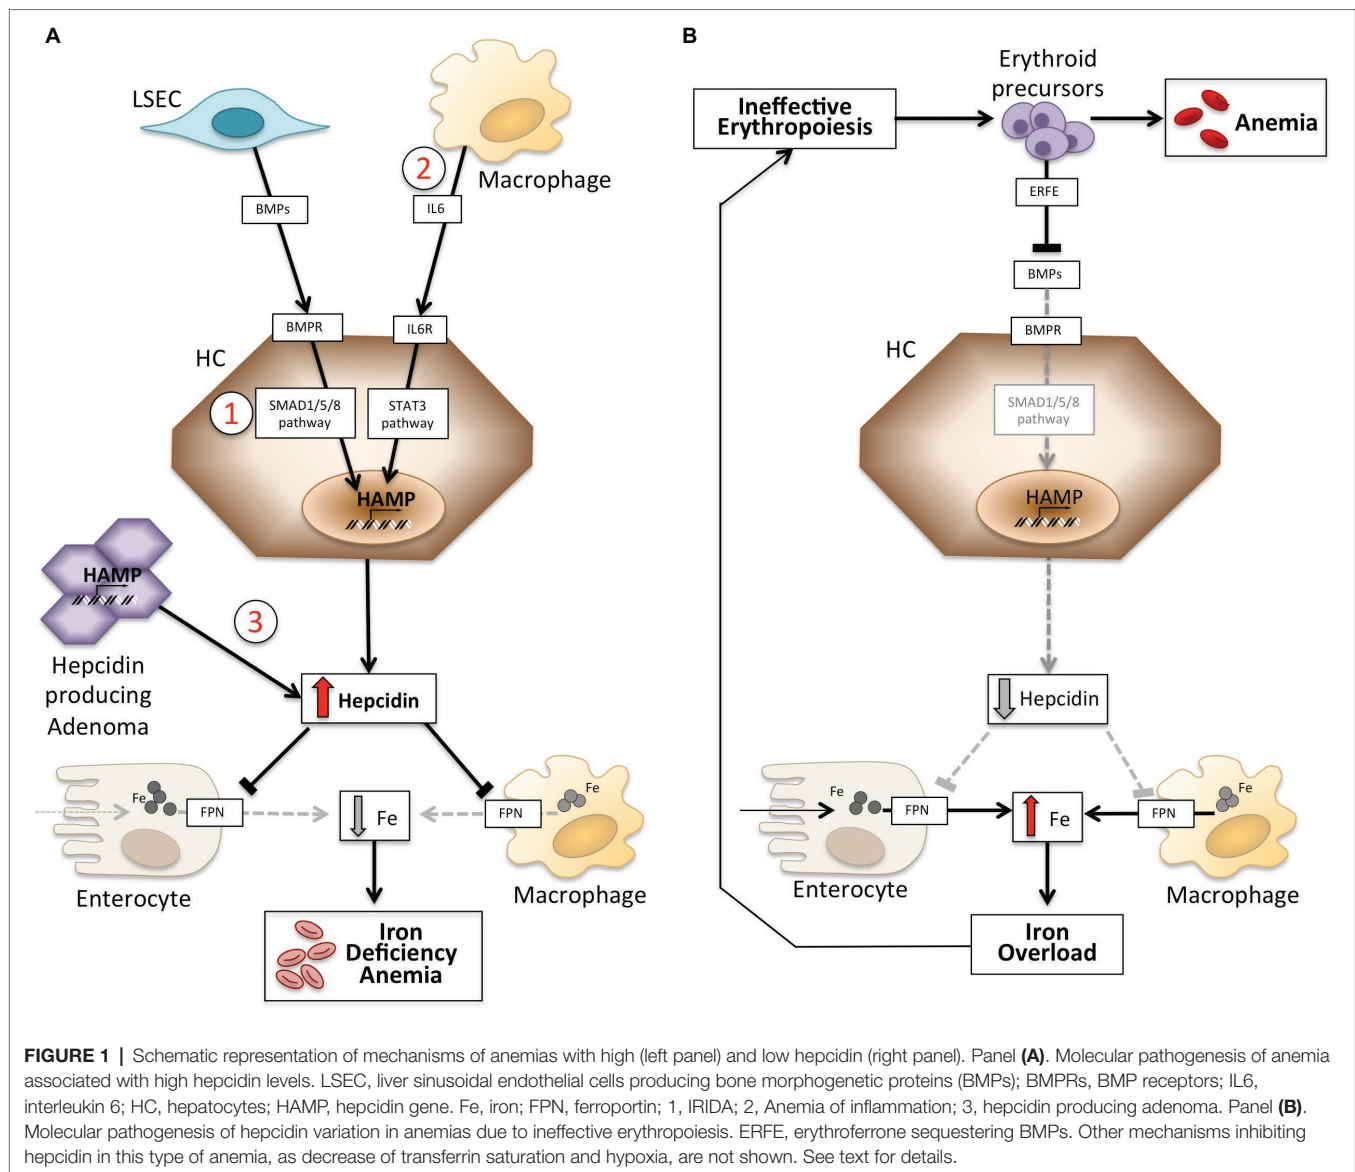 A
LSEC
2
Macrophage
BMPs
IL6
BMPR
IL6R
HC
1
SMAD1/5/8
pathway
STAT3
pathway
HAMP
HAMP
3
Hepcidin
producing
Adenoma
Hepcidin
Fe
FPN
Fe
Fe
FPN
Enterocyte
Macrophage
Iron
Deficiency
Anemia
B
Ineffective
Erythropoiesis
Erythroid
precursors
Anemia
ERFE
BMPs
BMPR
HC
SMAD1/5/8
pathway
HAMP
Hepcidin
Fe
FPN
Fe
Fe
FPN
Enterocyte
Macrophage
Iron
Overload
FIGURE 1 | Schematic representation of mechanisms of anemias with high (left panel) and low hepcidin (right panel). Panel (A). Molecular pathogenesis of anemia
associated with high hepcidin levels. LSEC, liver sinusoidal endothelial cells producing bone morphogenetic proteins (BMPs); BMPRs, BMP receptors; IL6,
interleukin 6; HC, hepatocytes; HAMP, hepcidin gene. Fe, iron; FPN, ferroportin; 1, IRIDA; 2, Anemia of inflammation; 3, hepcidin producing adenoma. Panel (B).
Molecular pathogenesis of hepcidin variation in anemias due to ineffective erythropoiesis. ERFE, erythroferrone sequestering BMPs. Other mechanisms inhibiting
hepcidin in this type of anemia, as decrease of transferrin saturation and hypoxia, are not shown. See text for details.